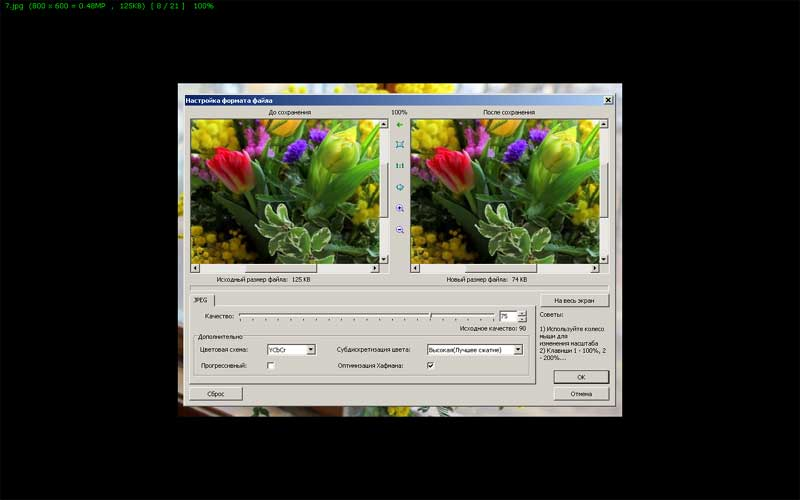 7.jpg (800 x 600 = 0.48MP , 125KB) [ 8 / 21 ] 100%
Настройка формата файла
До сохранения 100% После сохранения
1:1
Исходный размер файла: 125 KB Новый размер файла: 74 KB
JPEG
На весь экран
Качество: 75
Исходное качество: 90
Дополнительно
Цветовая схема: YCbCr Субдискретизация цвета: Высокая(Лучшее сжатие)
Прогрессивный: Оптимизация Хафмана:
Советы:
1) Используйте колесо
мыши для
изменения масштаба
2) Клавиши 1 - 100%, 2
- 200%...
OK
Сброс Отмена